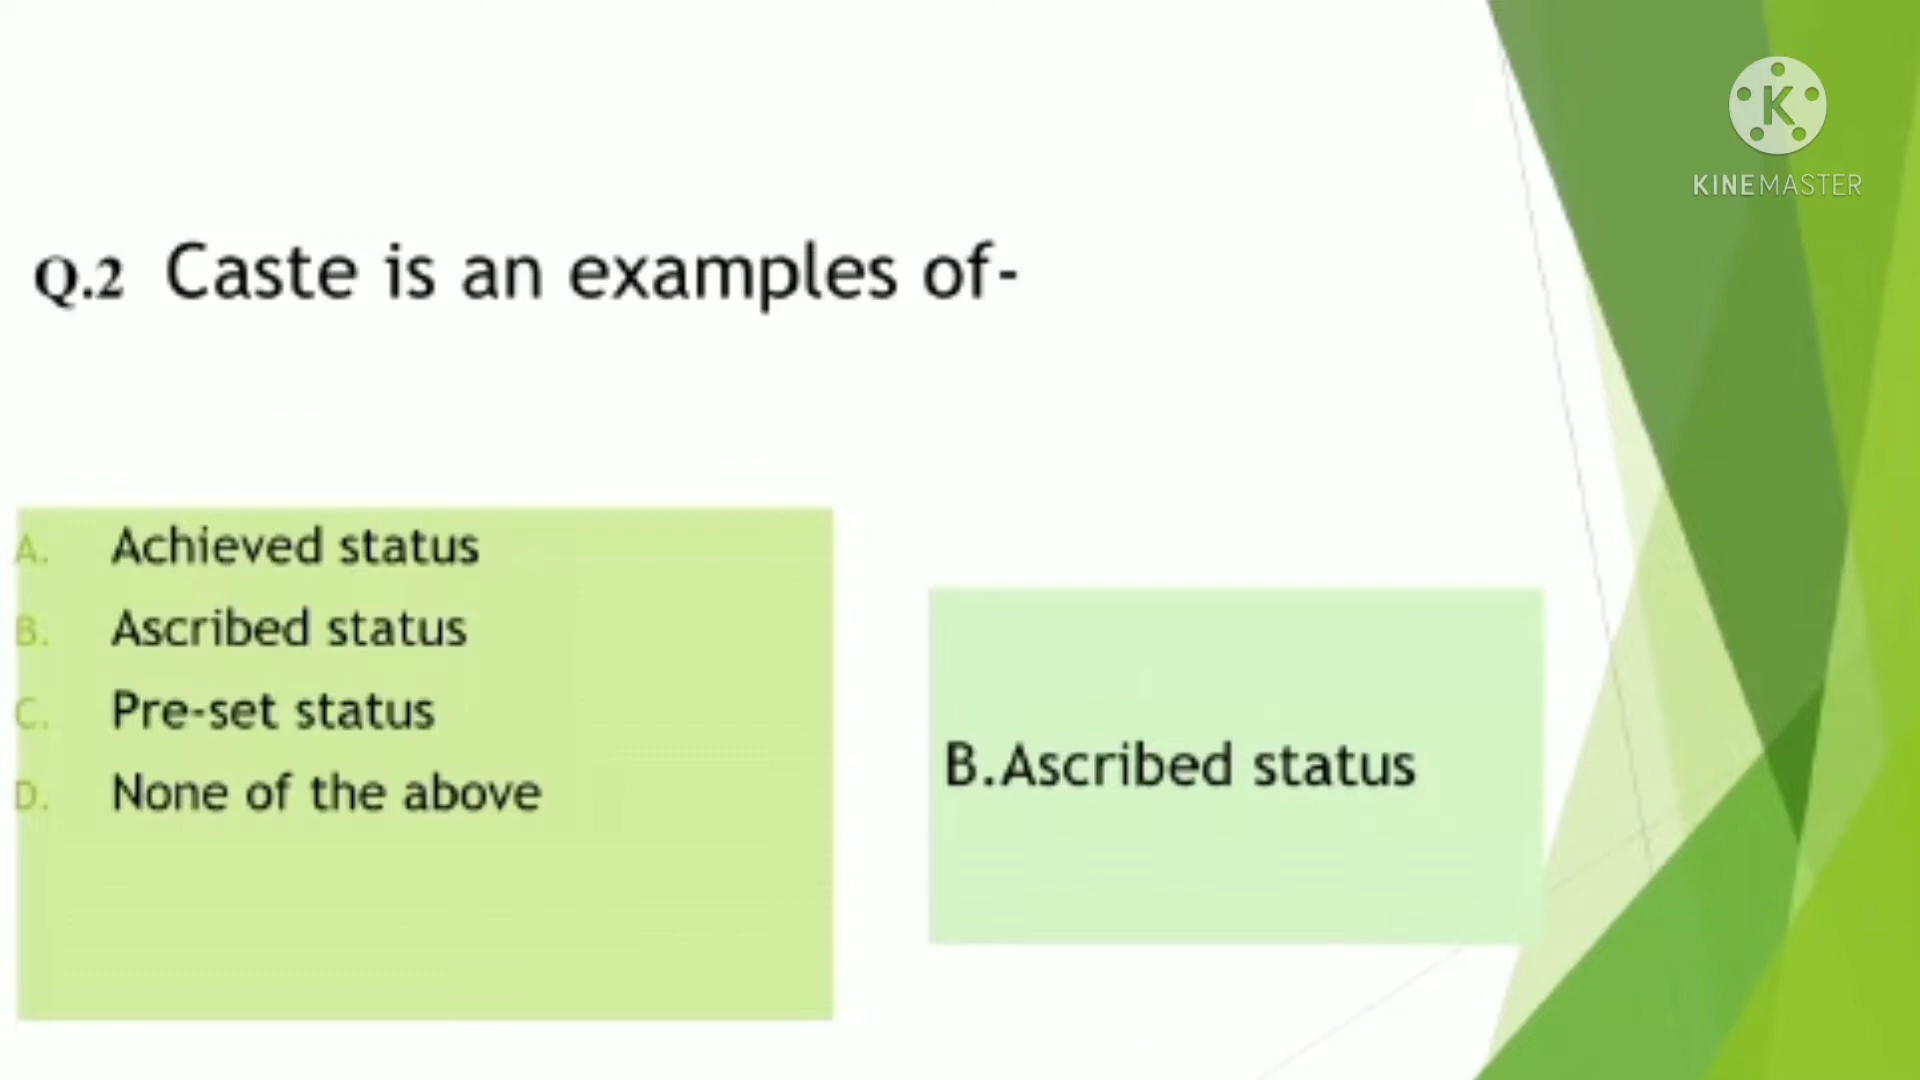 K
KINEMASTER
Q.2 Caste is an examples of-
A. Achieved status
B. Ascribed status
C. Pre-set status
D. None of the above
B.Ascribed status